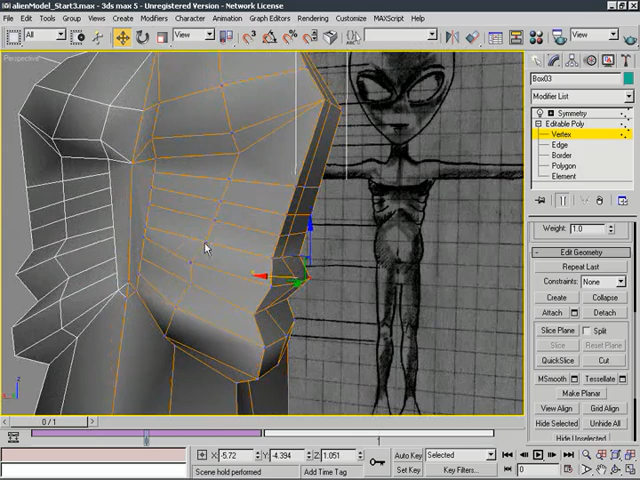 alienModel_Start3.max - 3ds max 5 - Unregistered Version - Network License
File Edit Tools Group Views Create Modifiers Character Animation Graph Editors Rendering Customize MAXScript Help
All View View
Perspective
Box03
Modifier List
Symmetry
Editable Poly
Vertex
Edge
Border
Polygon
Element
Weight: 1.0
Edit Geometry
Repeat Last
Constraints: None
Create Collapse
Attach Detach
Slice Plane Split
Slice Reset Plane
QuickSlice Cut
MSmooth Tessellate
Make Planar
View Align Grid Align
Hide Selected Unhide All
Hide Unselected
0 / 1
X: -5.72 Y: -4.394 Z: 1.051
Auto Key Selected
Scene hold performed Add Time Tag
Set Key Key Filters... 0